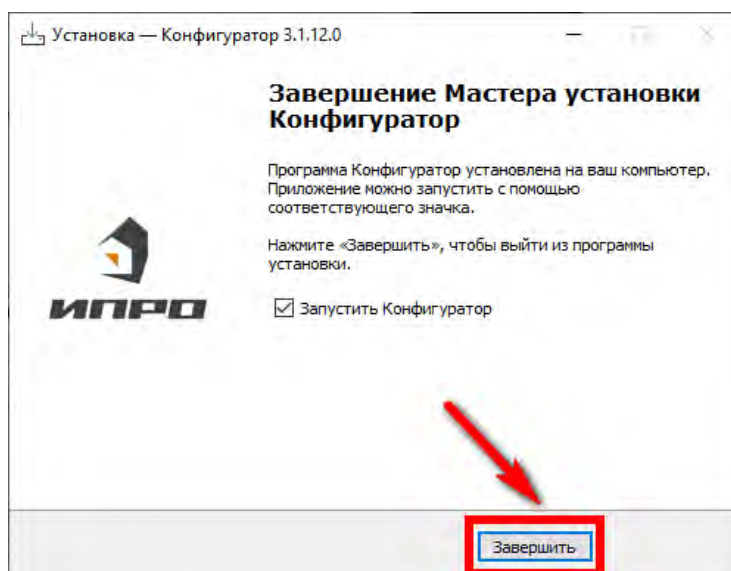 Установка — Конфигуратор 3.1.12.0
Завершение Мастера установки
Конфигуратор
Программа Конфигуратор установлена на ваш компьютер.
Приложение можно запустить с помощью
соответствующего значка.
Нажмите «Завершить», чтобы выйти из программы
установки.
ИПРО
Запустить Конфигуратор
Завершить